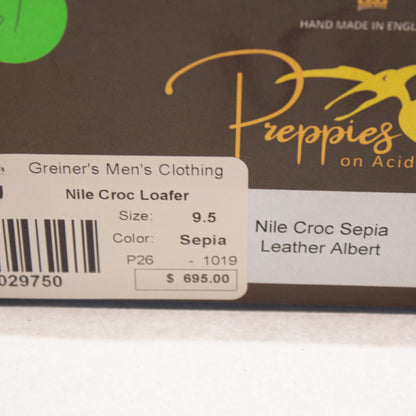 HAND MADE IN ENGL
Preppies
on Acid
Greiner's Men's Clothing
Nile Croc Loafer
Size: 9.5
Color: Sepia
P26 - 1019
$ 695.00
029750
Nile Croc Sepia
Leather Albert